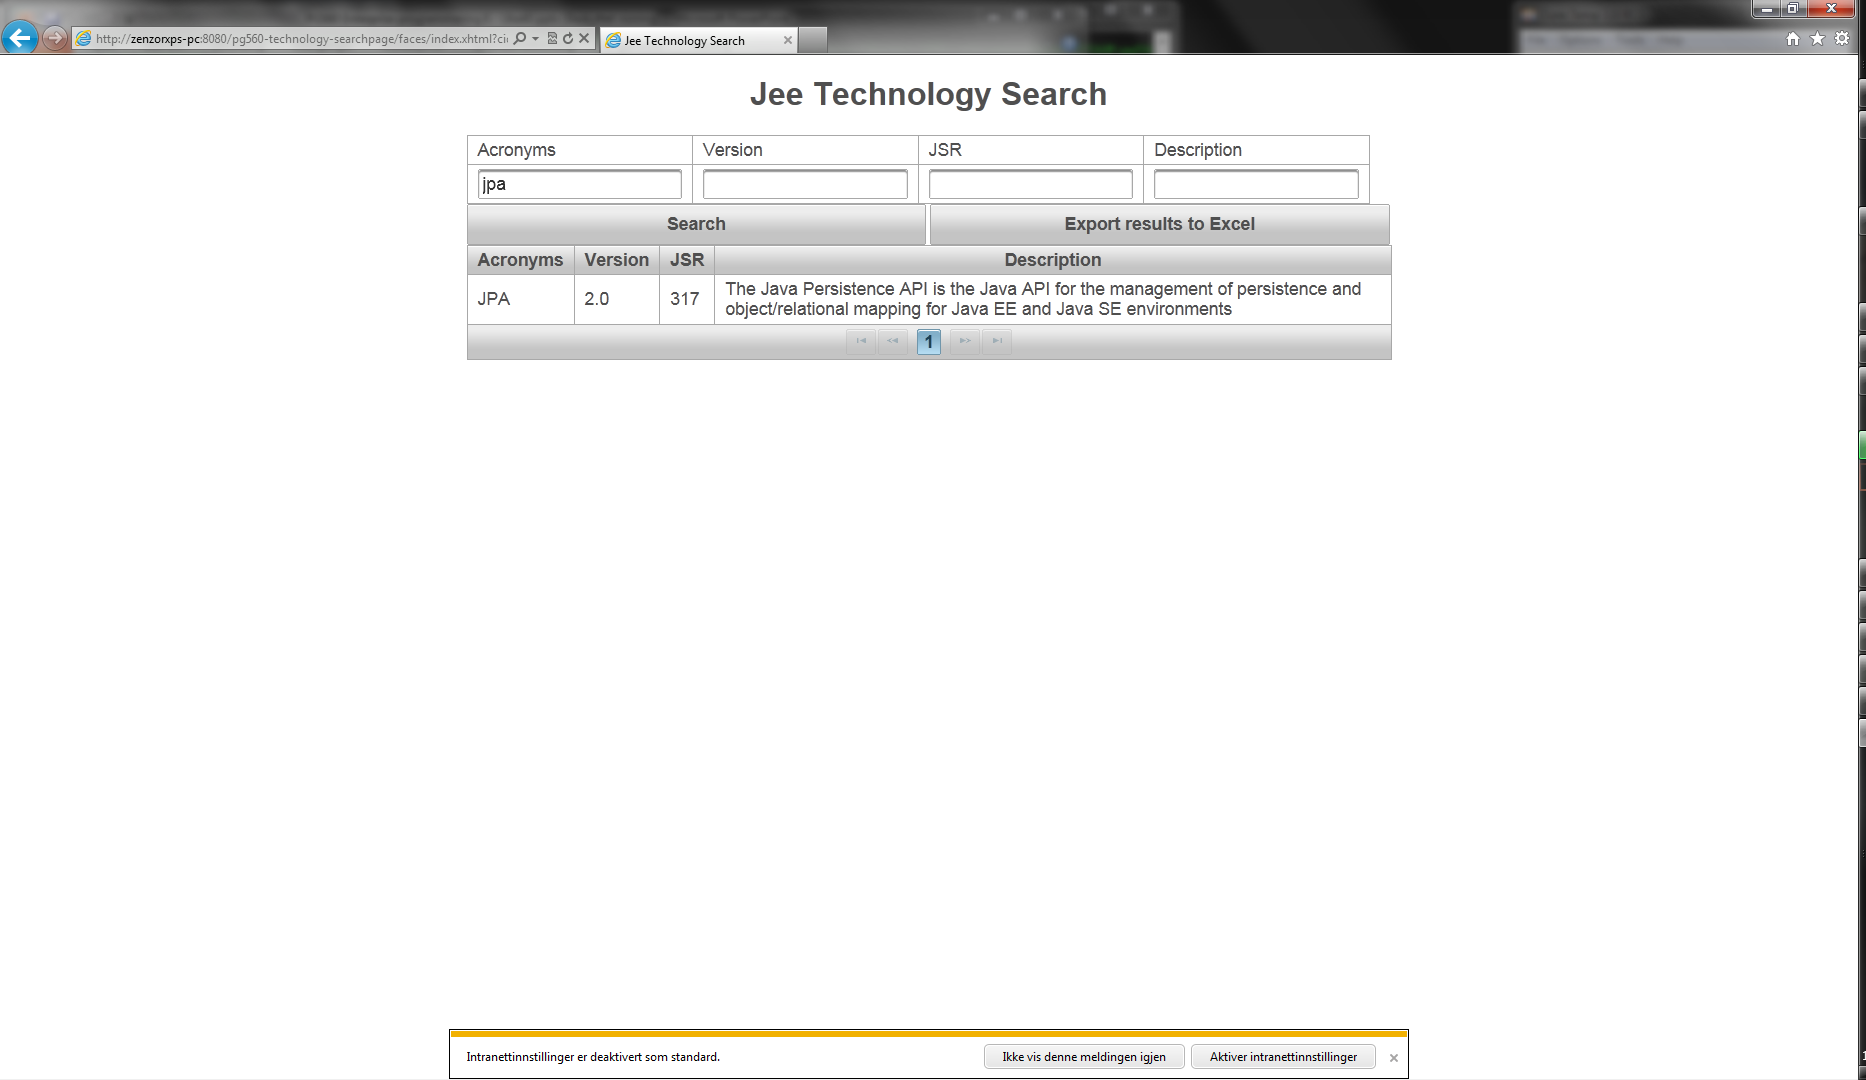 http://zenzorxps-pc:8080/pg560-technology-searchpage/faces/index.xhtml?ci
Jee Technology Search
Jee Technology Search
Acronyms Version JSR Description
jpa
Search Export results to Excel
Acronyms Version JSR Description
JPA 2.0 317 The Java Persistence API is the Java API for the management of persistence and
object/relational mapping for Java EE and Java SE environments
1
Intranettinnstillinger er deaktivert som standard. Ikke vis denne meldingen igjen Aktiver intranettinnstillinger